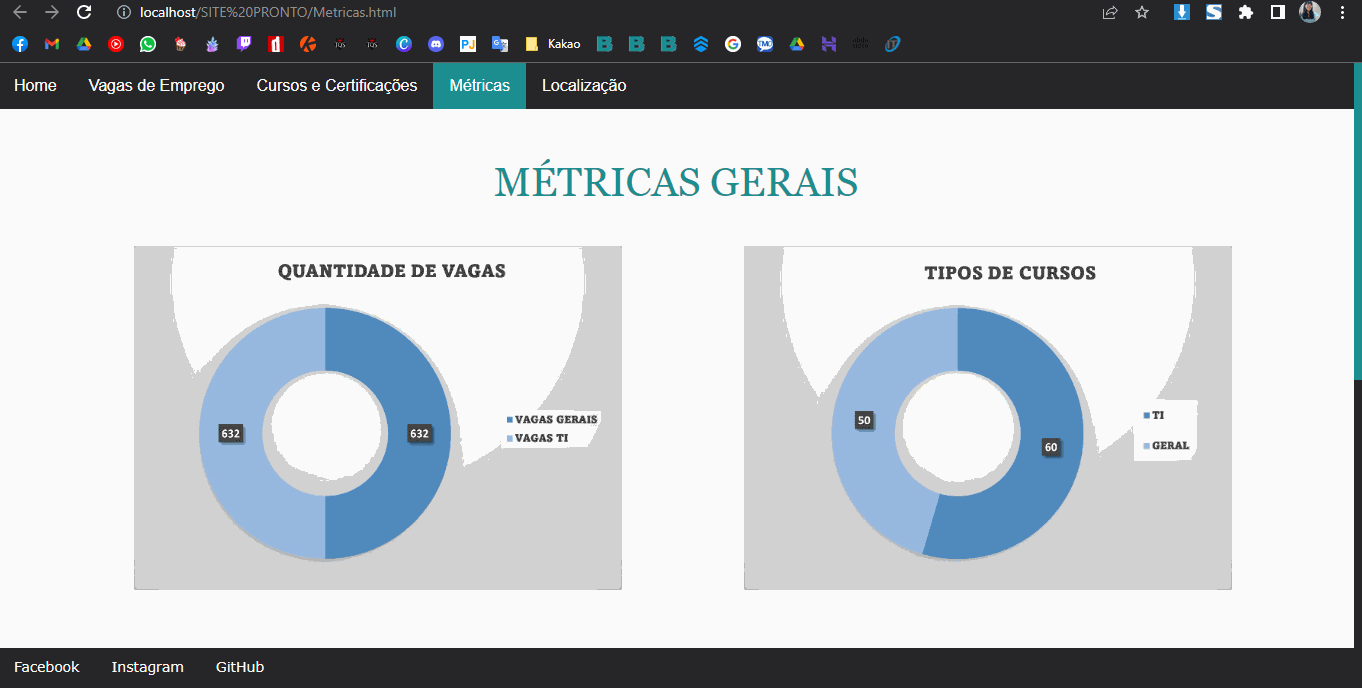 localhost/SITE%20PRONTO/Metricas.html
Kakao
Home Vagas de Emprego Cursos e Certificações Métricas Localização
MÉTRICAS GERAIS
QUANTIDADE DE VAGAS
632 632
VAGAS GERAIS
VAGAS TI
TIPOS DE CURSOS
50 60
TI
GERAL
Facebook Instagram GitHub